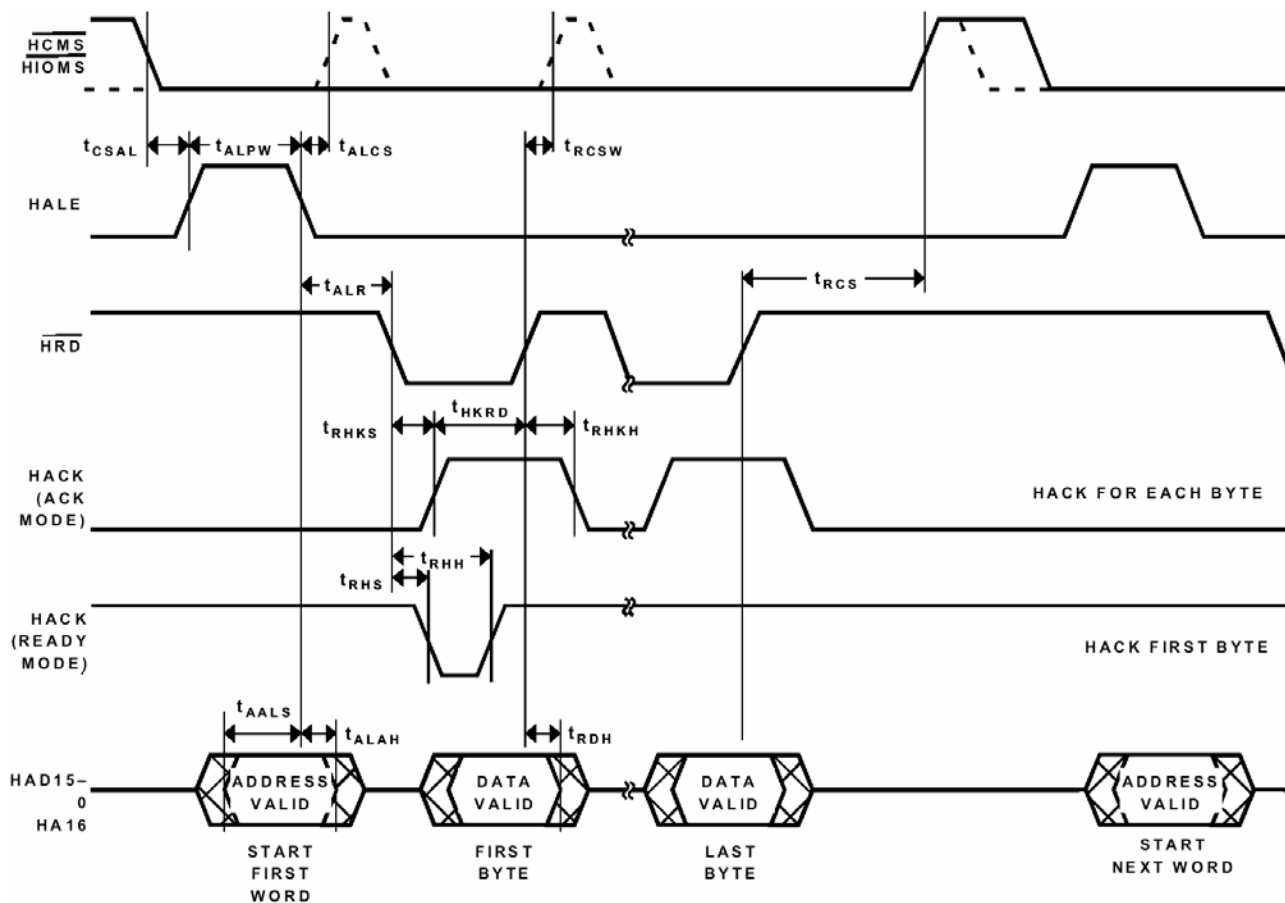 HCMS
HIOMS
tCSAL
tALPW
tALCS
tRCSW
HALE
tALR
tRCS
HRD
tRHKS
tHKRD
tRHKH
HACK
(ACK
MODE)
HACK FOR EACH BYTE
tRHH
tRHS
HACK
(READY
MODE)
HACK FIRST BYTE
tAALS
tALAH
tRDH
HAD15–
0
HA16
ADDRESS
VALID
DATA
VALID
DATA
VALID
ADDRESS
VALID
START
FIRST
WORD
FIRST
BYTE
LAST
BYTE
START
NEXT WORD